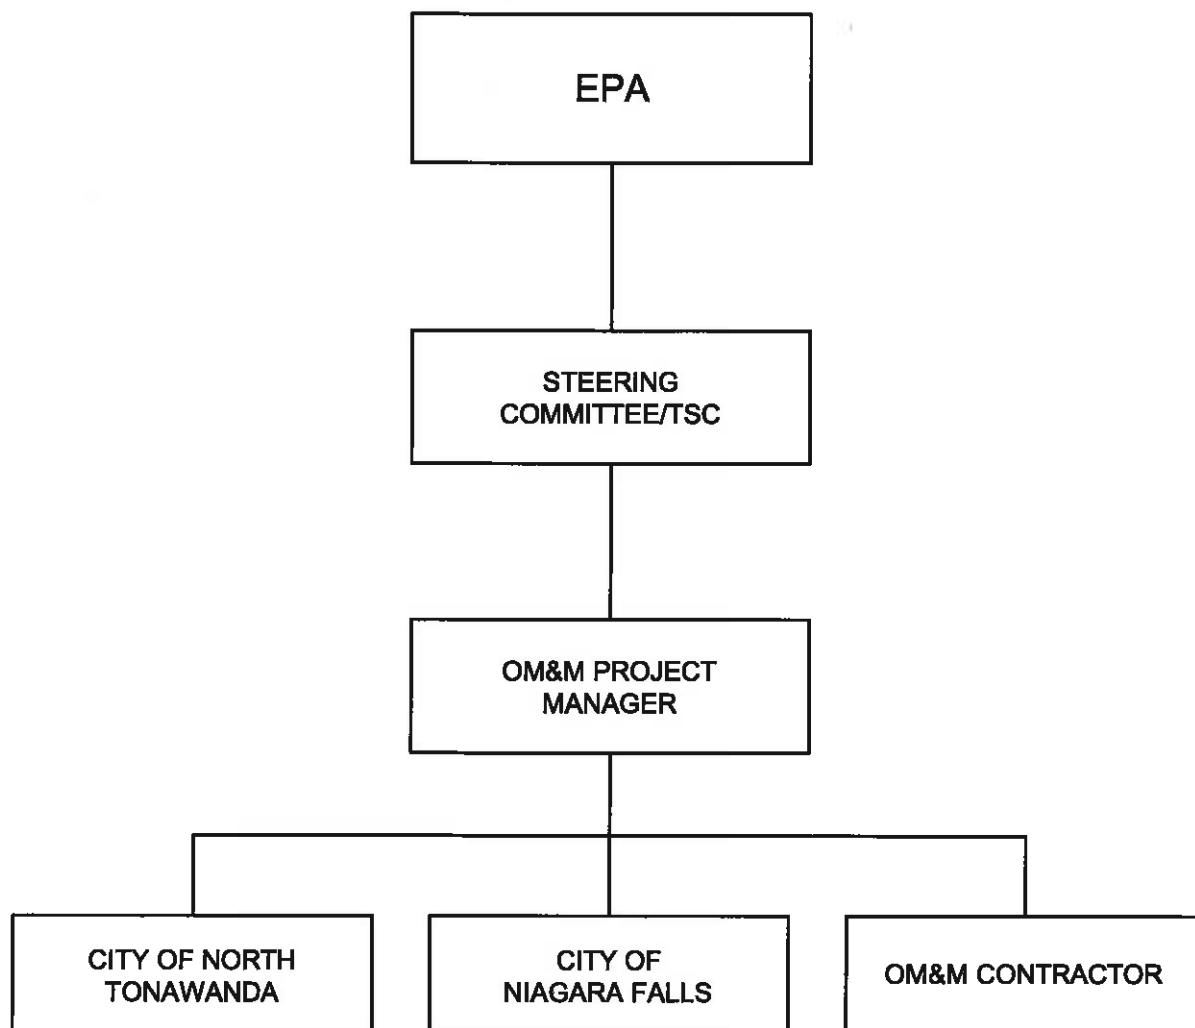 EPA
STEERING
COMMITTEE/TSC
OM&M PROJECT
MANAGER
CITY OF NORTH
TONAWANDA
CITY OF
NIAGARA FALLS
OM&M CONTRACTOR